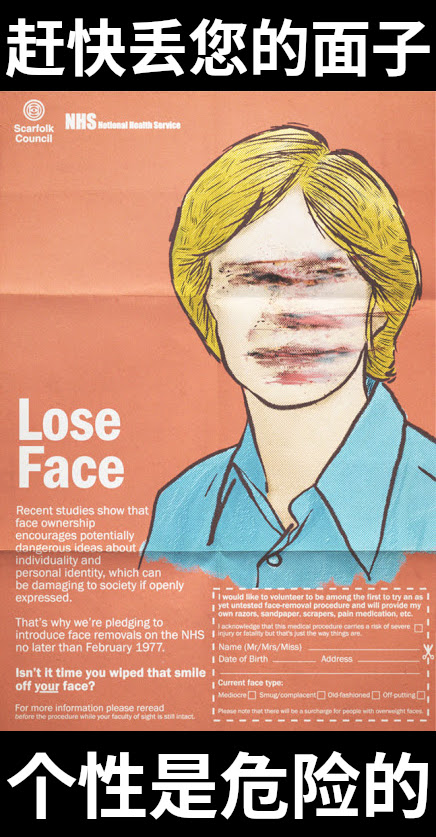 赶快丢您的面子
Scarfolk
Council
NHS National Health Service
Lose
Face
Recent studies show that
face ownership
encourages potentially
dangerous ideas about
individuality and
personal identity, which can
be damaging to society if openly
expressed.
That's why we're pledging to
introduce face removals on the NHS
no later than February 1977.
Isn't it time you wiped that smile
off your face?
For more information please reread
before the procedure while your faculty of sight is still intact.
I would like to volunteer to be among the first to try an as
yet untested face-removal procedure and will provide my
own razors, sandpaper, scrapers, pain medication, etc.
I acknowledge that this medical procedure carries a risk of severe
injury or fatality but that's just the way things are.
Name (Mr/Mrs/Miss)
Date of Birth Address
Current face type:
Mediocre Smug/complacent Old-fashioned Off-putting
Please note that there will be a surcharge for people with overweight faces.
个性是危险的